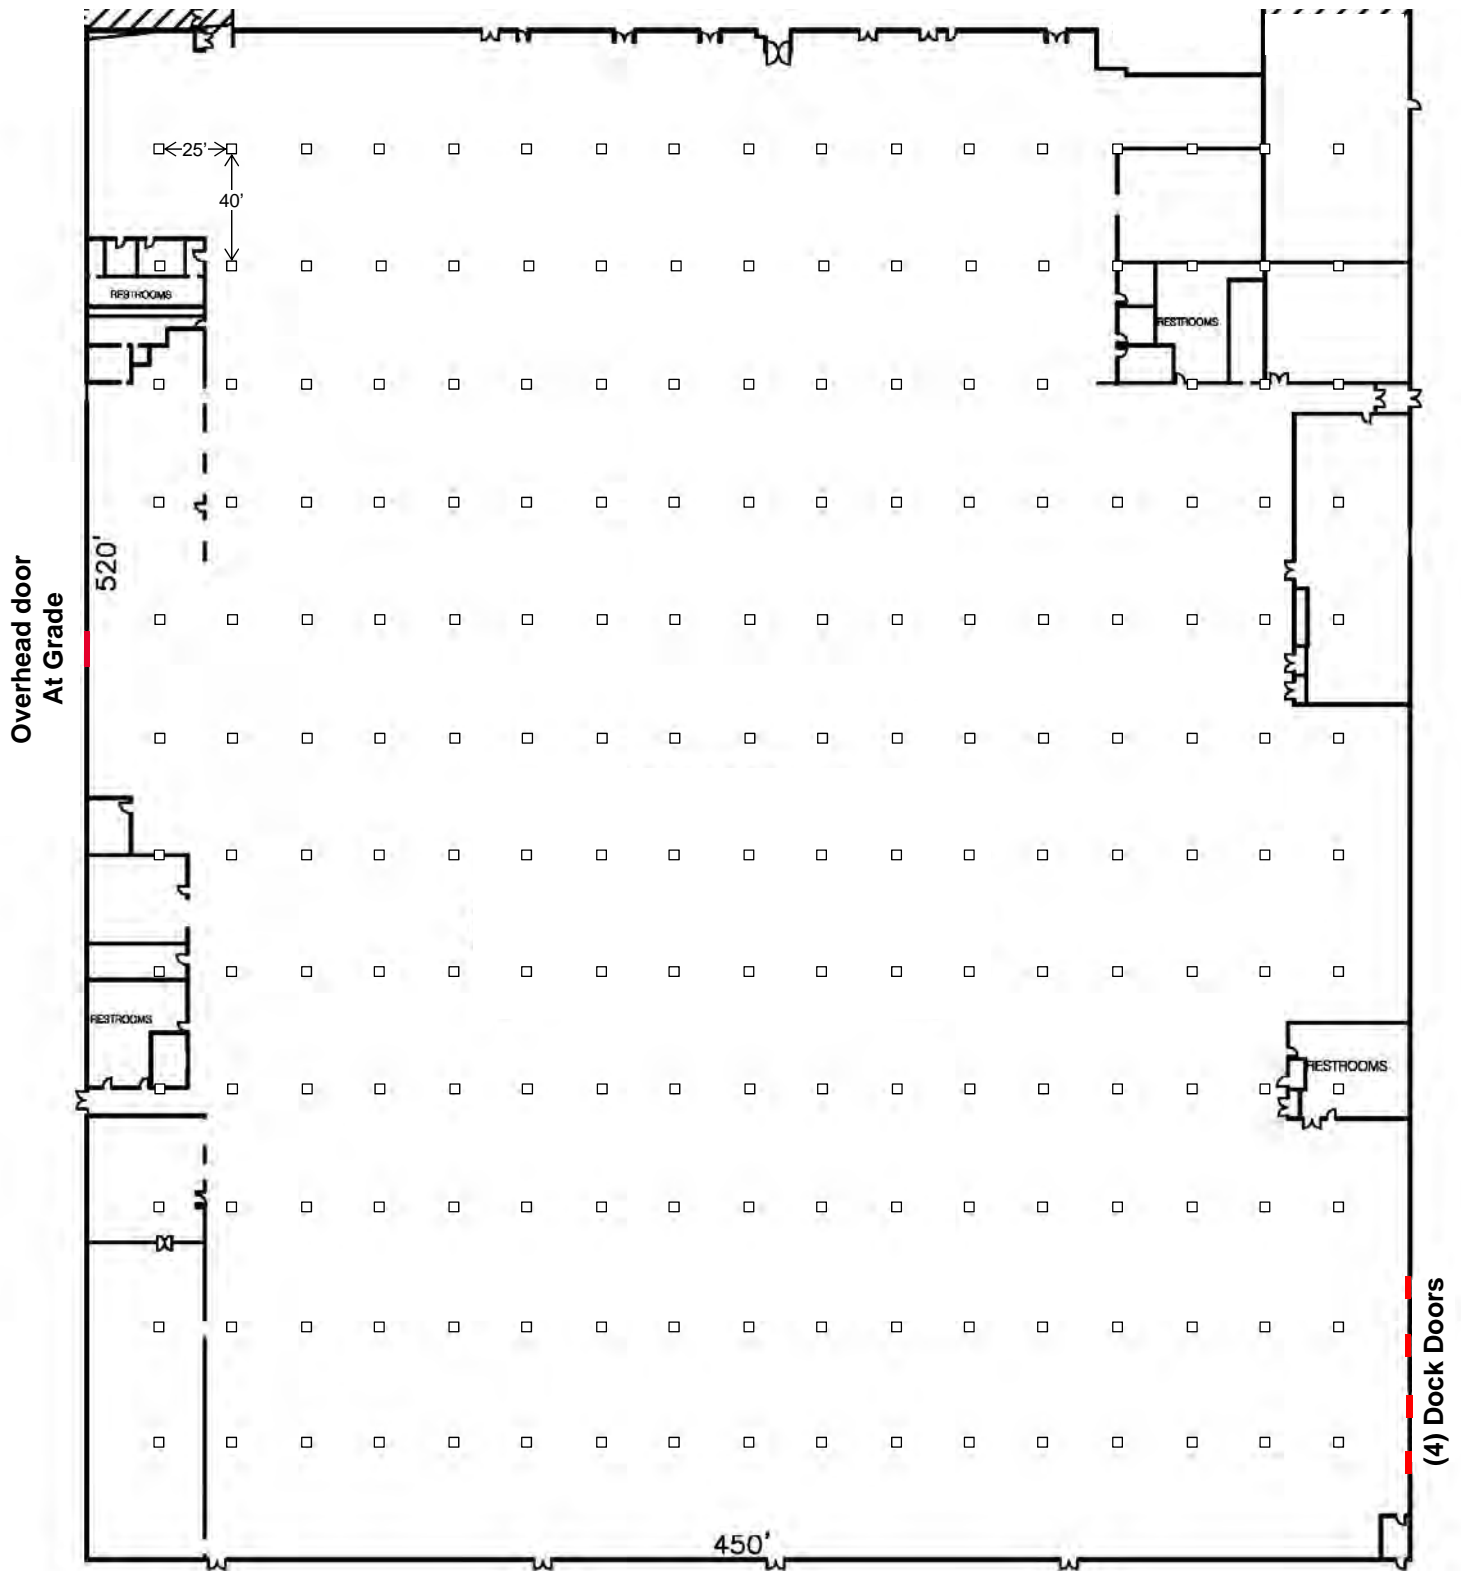 25'
40'
RESTROOMS
RESTROOMS
520'
Overhead door
At Grade
RESTROOMS
RESTROOMS
(4) Dock Doors
450'